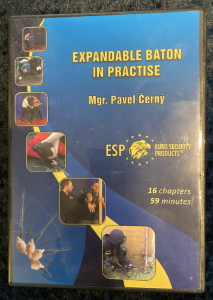 EXPANDABLE BATON
IN PRACTISE
Mgr. Pavel Černý
ESP
EURO SECURITY
PRODUCTS
16 chapters
59 minutes